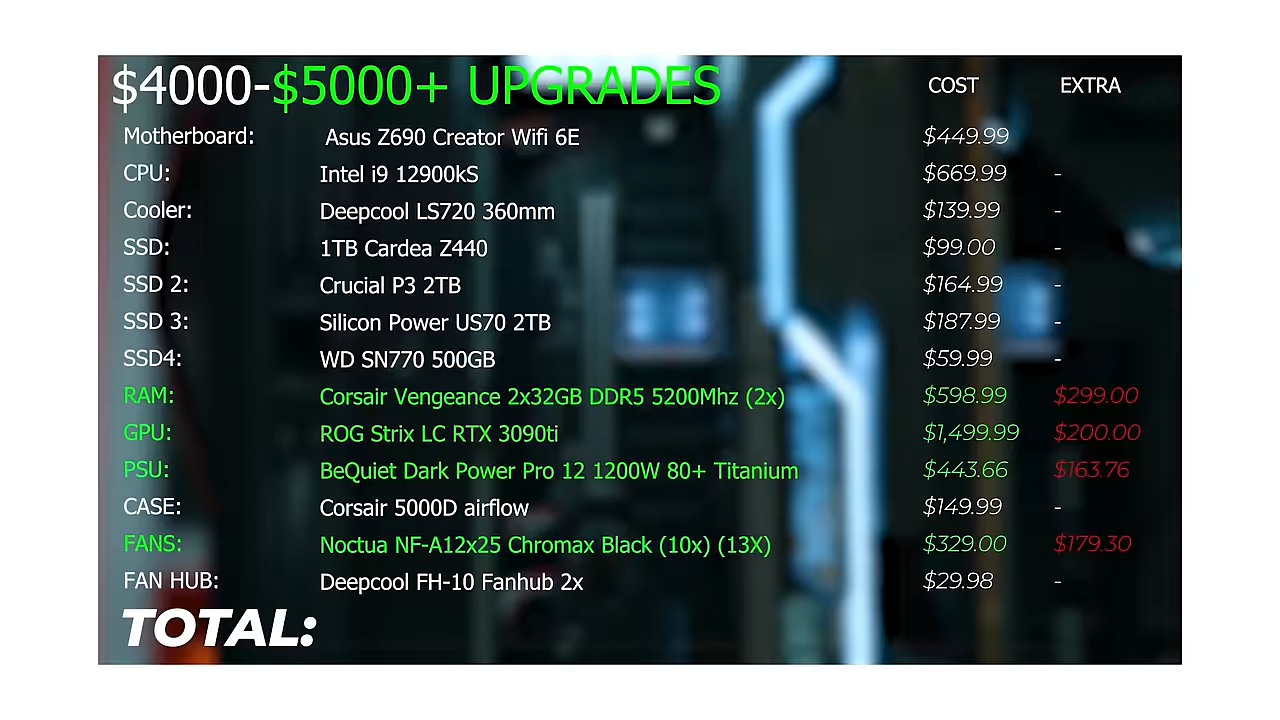 $4000-$5000+ UPGRADES COST EXTRA
Motherboard: Asus Z690 Creator Wifi 6E $449.99
CPU: Intel i9 12900kS $669.99 -
Cooler: Deepcool LS720 360mm $139.99 -
SSD: 1TB Cardea Z440 $99.00 -
SSD 2: Crucial P3 2TB $164.99 -
SSD 3: Silicon Power US70 2TB $187.99 -
SSD4: WD SN770 500GB $59.99 -
RAM: Corsair Vengeance 2x32GB DDR5 5200Mhz (2x) $598.99 $299.00
GPU: ROG Strix LC RTX 3090ti $1,499.99 $200.00
PSU: BeQuiet Dark Power Pro 12 1200W 80+ Titanium $443.66 $163.76
CASE: Corsair 5000D airflow $149.99 -
FANS: Noctua NF-A12x25 Chromax Black (10x) (13X) $329.00 $179.30
FAN HUB: Deepcool FH-10 Fanhub 2x $29.98 -
TOTAL: